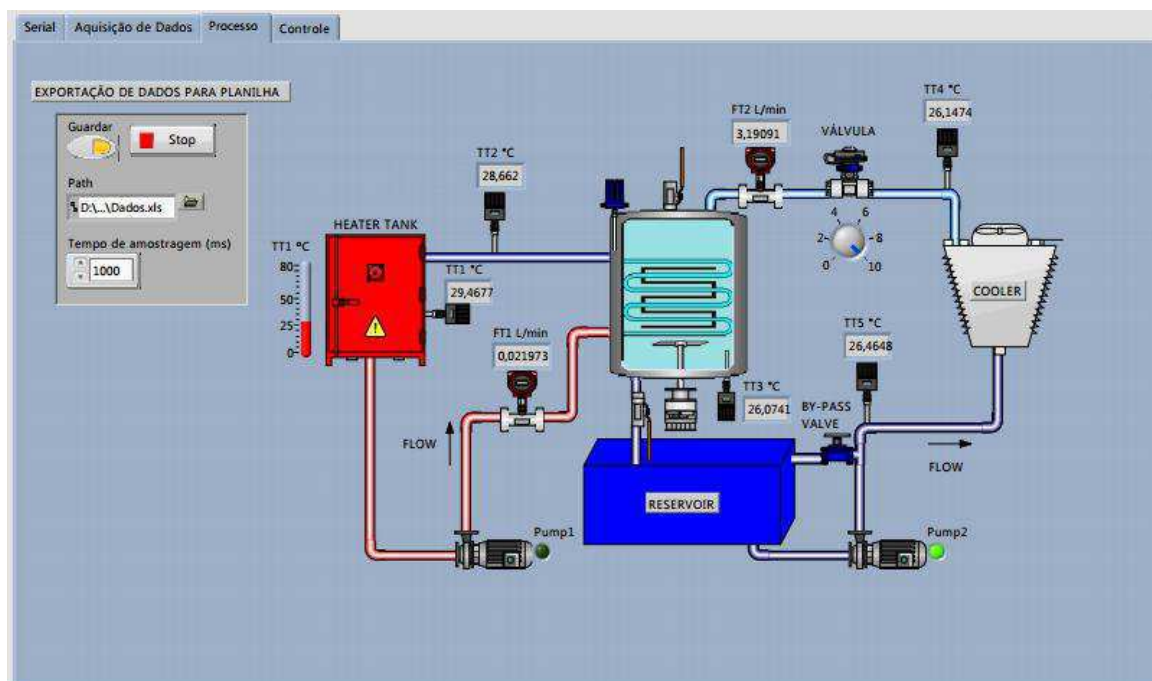 Serial
Aquisição de Dados
Processo
Controle
EXPORTAÇÃO DE DADOS PARA PLANILHA
Guardar
Stop
Path
D:\...\Dados.xls
Tempo de amostragem (ms)
1000
TT1 ºC
80
50
25
0
HEATER TANK
TT2 °C
28,662
TT1 °C
29,4677
FT1 L/min
0,021973
FLOW
Pump1
FT2 L/min
3,19091
VÁLVULA
0
2
4
6
8
10
TT4 °C
26,1474
COOLER
TT3 °C
26,0741
TT5 °C
26,4648
BY-PASS
VALVE
FLOW
RESERVOIR
Pump2